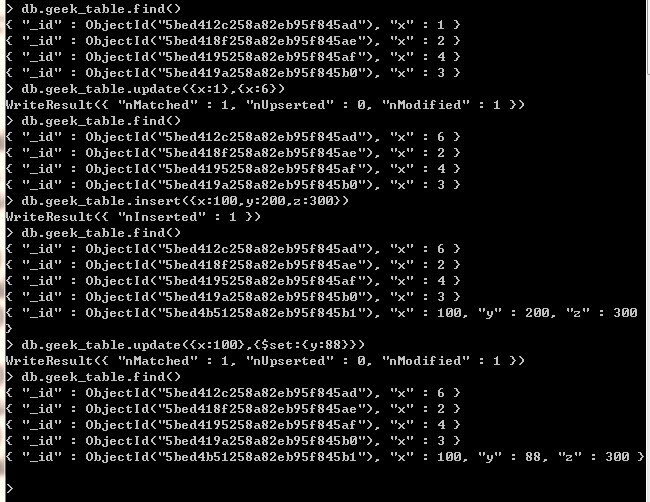 > db.geek_table.find()
{ "_id" : ObjectId("5bed412c258a82eb95f845ad"), "x" : 1 }
{ "_id" : ObjectId("5bed418f258a82eb95f845ae"), "x" : 2 }
{ "_id" : ObjectId("5bed4195258a82eb95f845af"), "x" : 4 }
{ "_id" : ObjectId("5bed419a258a82eb95f845b0"), "x" : 3 }
> db.geek_table.update({x:1},{x:6})
WriteResult({ "nMatched" : 1, "nUpserted" : 0, "nModified" : 1 })
> db.geek_table.find()
{ "_id" : ObjectId("5bed412c258a82eb95f845ad"), "x" : 6 }
{ "_id" : ObjectId("5bed418f258a82eb95f845ae"), "x" : 2 }
{ "_id" : ObjectId("5bed4195258a82eb95f845af"), "x" : 4 }
{ "_id" : ObjectId("5bed419a258a82eb95f845b0"), "x" : 3 }
> db.geek_table.insert({x:100,y:200,z:300})
WriteResult({ "nInserted" : 1 })
> db.geek_table.find()
{ "_id" : ObjectId("5bed412c258a82eb95f845ad"), "x" : 6 }
{ "_id" : ObjectId("5bed418f258a82eb95f845ae"), "x" : 2 }
{ "_id" : ObjectId("5bed4195258a82eb95f845af"), "x" : 4 }
{ "_id" : ObjectId("5bed419a258a82eb95f845b0"), "x" : 3 }
{ "_id" : ObjectId("5bed4b51258a82eb95f845b1"), "x" : 100, "y" : 200, "z" : 300
}
> db.geek_table.update({x:100},{$set:{y:88}})
WriteResult({ "nMatched" : 1, "nUpserted" : 0, "nModified" : 1 })
> db.geek_table.find()
{ "_id" : ObjectId("5bed412c258a82eb95f845ad"), "x" : 6 }
{ "_id" : ObjectId("5bed418f258a82eb95f845ae"), "x" : 2 }
{ "_id" : ObjectId("5bed4195258a82eb95f845af"), "x" : 4 }
{ "_id" : ObjectId("5bed419a258a82eb95f845b0"), "x" : 3 }
{ "_id" : ObjectId("5bed4b51258a82eb95f845b1"), "x" : 100, "y" : 88, "z" : 300 }
>